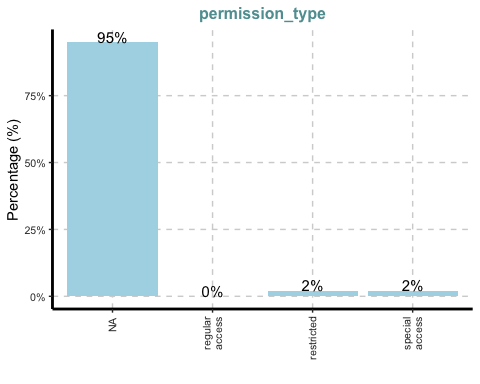 permission_type
Percentage (%)
75%
50%
25%
0%
95%
0%
2%
2%
NA
regular
access
restricted
special
access